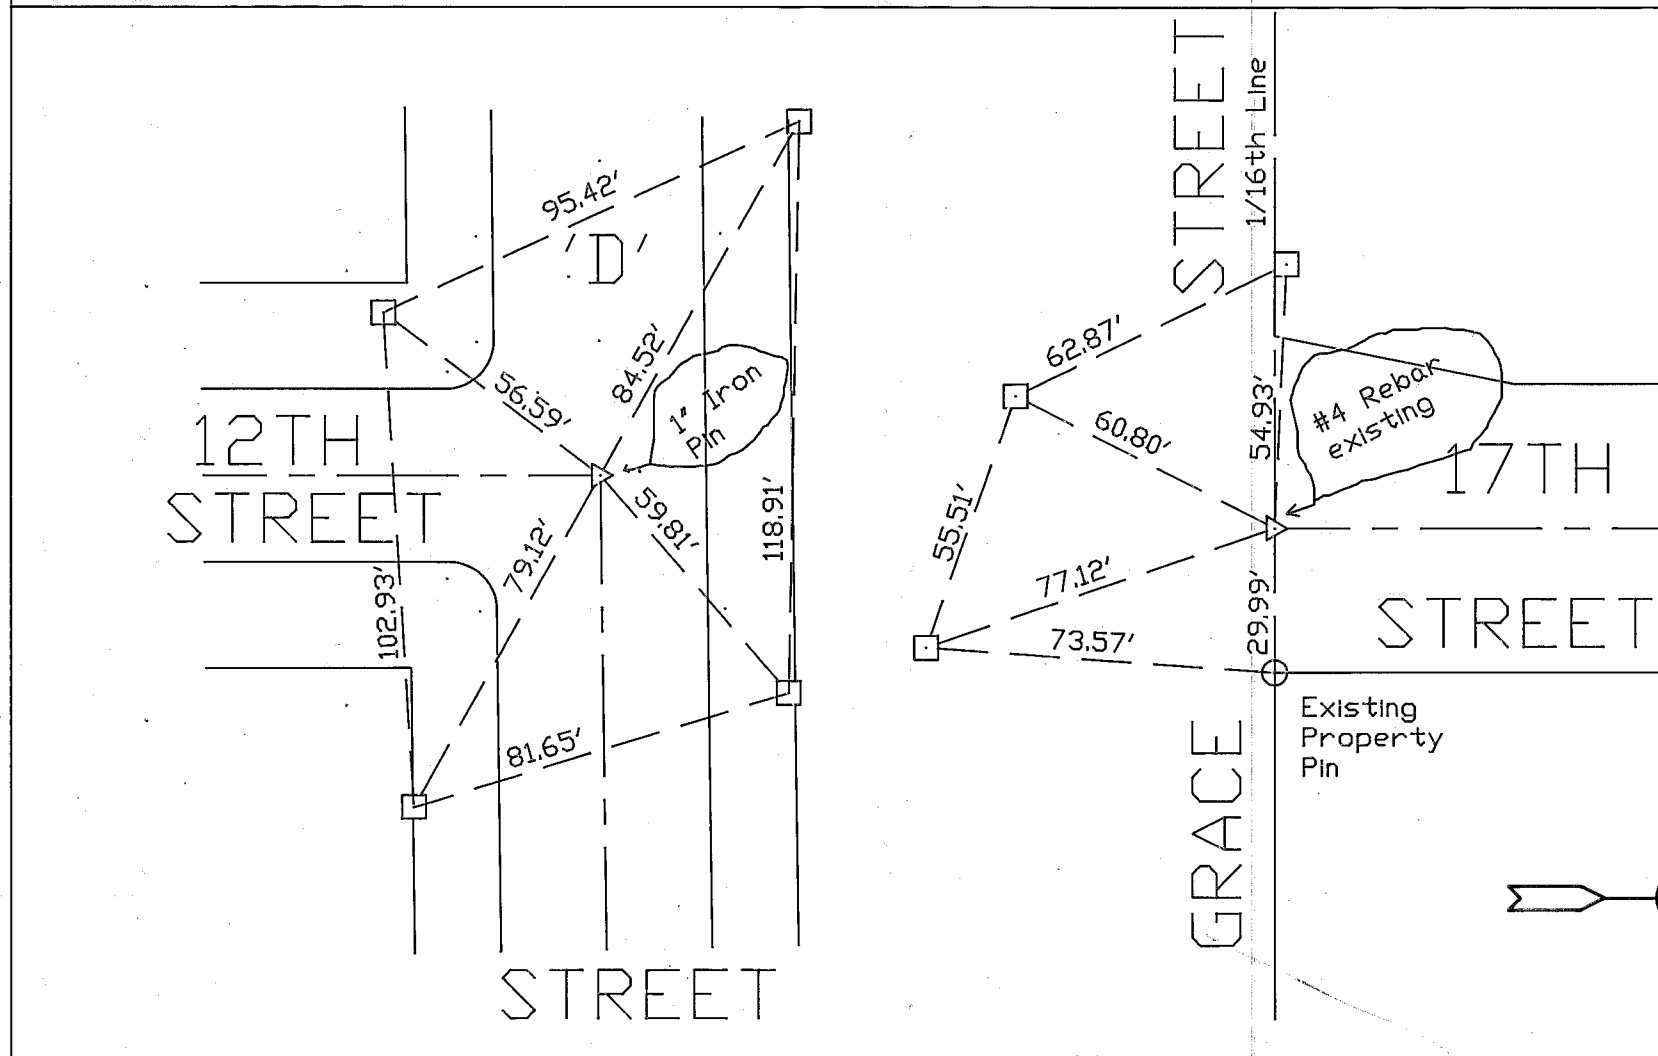 95.42'
'D'
84.52'
56.59'
1" Iron
Pin
12TH
STREET
59.81'
118.91'
79.12'
102.93'
81.65'
STREET
STREET
1/16th Line
62.87'
60.80'
54.93'
#4 Rebar
existing
17TH
STREET
55.51'
77.12'
73.57'
29.99'
Existing
Property
Pin
GRACE